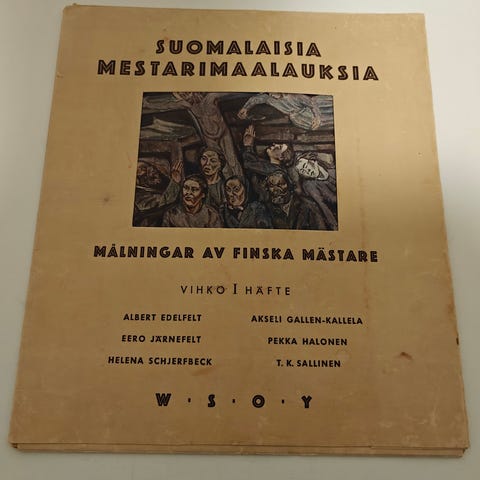 SUOMALAISIA
MESTARIMAALAUKSIA
MÅLNINGAR AV FINSKA MÄSTARE
VIHKO I HÄFTE
ALBERT EDELFELT AKSELI GALLEN-KALLELA
EERO JÄRNEFELT PEKKA HALONEN
HELENA SCHJERFBECK T. K. SALLINEN
W · S · O · Y